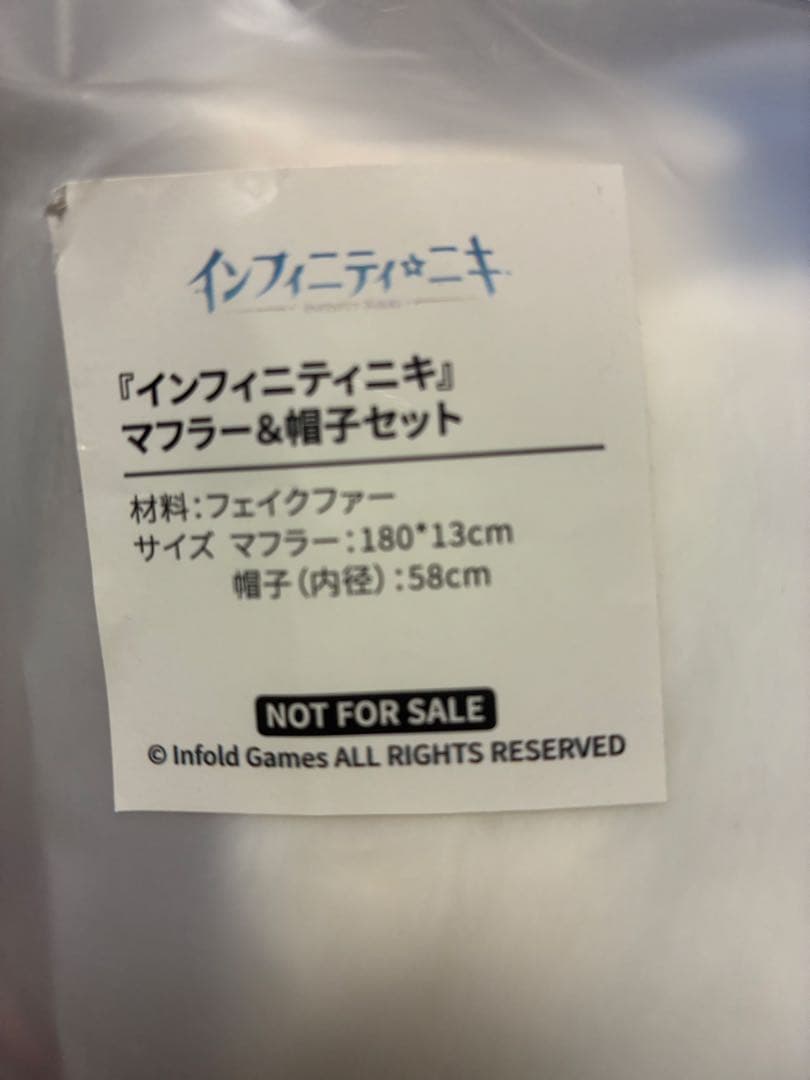 インフィニティ☆ニキ
『インフィニティニキ』
マフラー&帽子セット
材料：フェイクファー
サイズ マフラー：180*13cm
帽子（内径）：58cm
NOT FOR SALE
© Infold Games ALL RIGHTS RESERVED